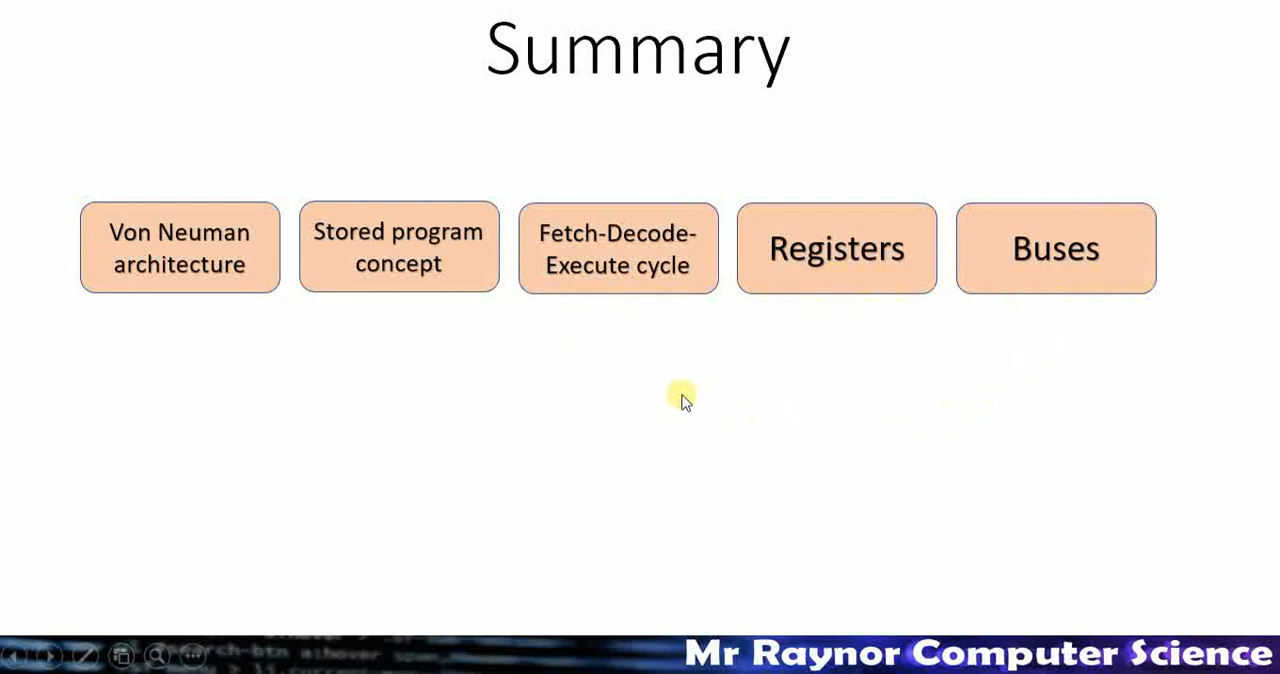 Summary
Von Neuman
architecture
Stored program
concept
Fetch-Decode-
Execute cycle
Registers
Buses
Mr Raynor Computer Science